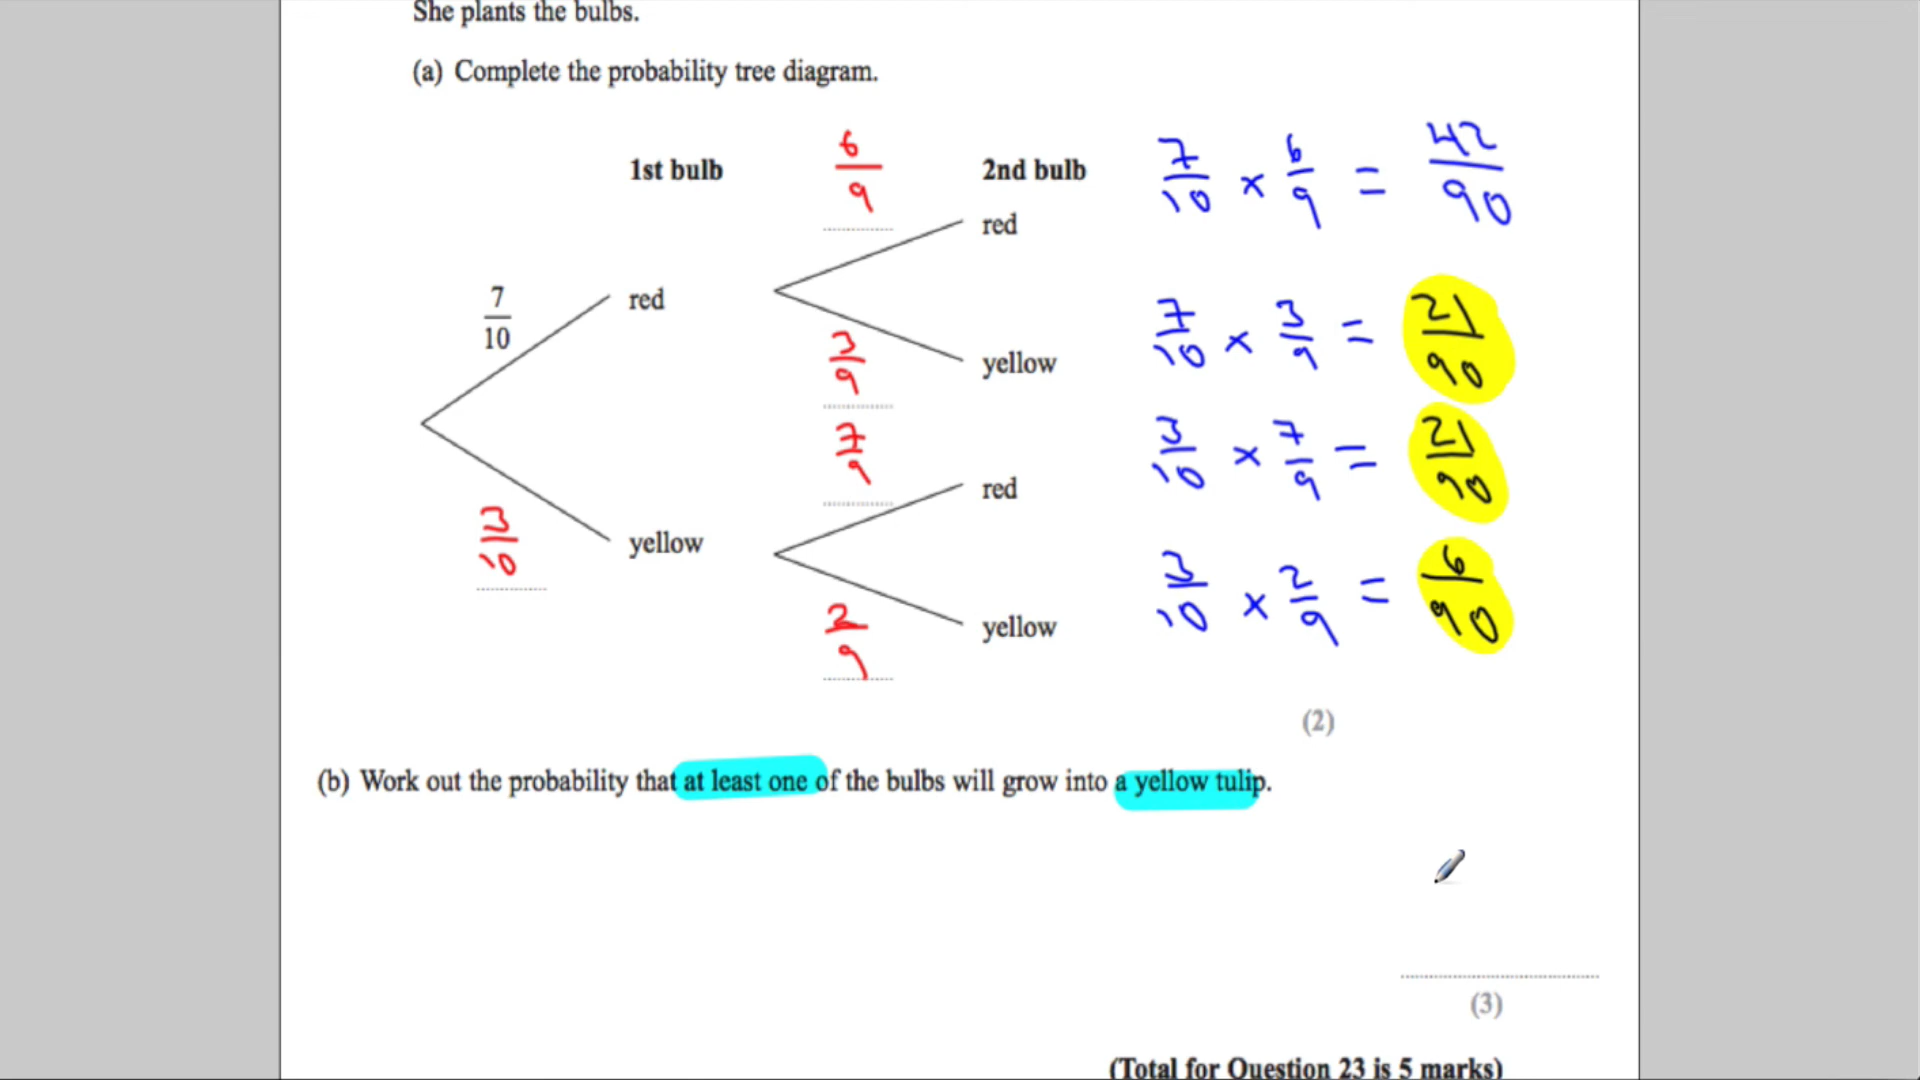 She plants the bulbs.
(a) Complete the probability tree diagram.
1st bulb
6/9
2nd bulb
7/10 × 6/9 = 42/90
red
7/10
red
3/9
yellow
7/10 × 3/9 = 21/90
7/9
red
3/10 × 7/9 = 21/90
3/10
yellow
2/9
yellow
3/10 × 2/9 = 6/90
(2)
(b) Work out the probability that at least one of the bulbs will grow into a yellow tulip.
(3)
(Total for Question 23 is 5 marks)